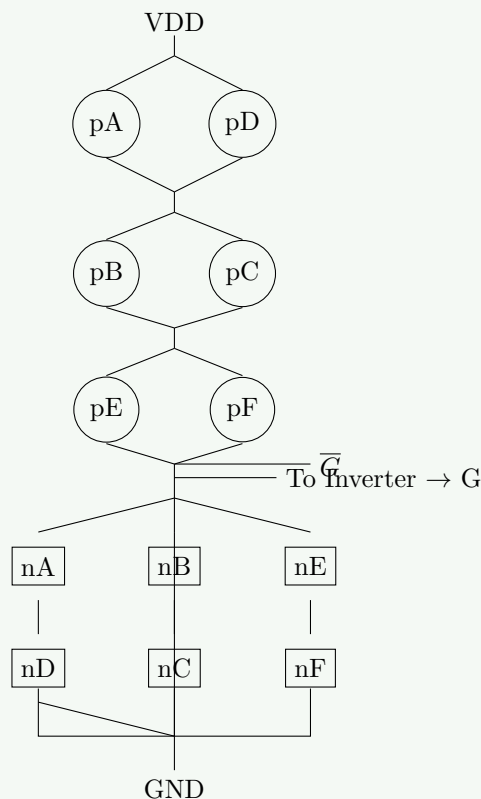 VDD
pA pD
pB pC
pE pF
G̅
To Inverter → G
nA nB nE
nD nC nF
GND